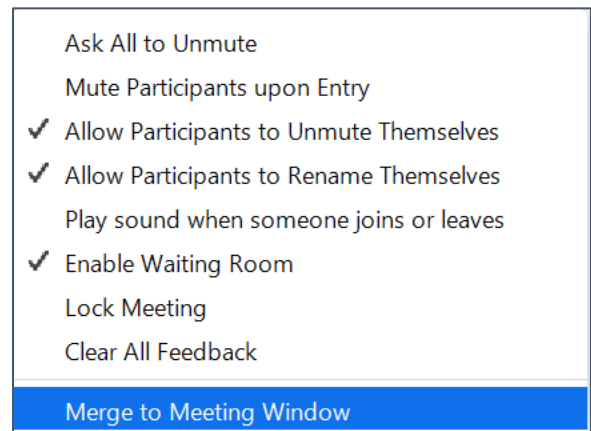 Ask All to Unmute
Mute Participants upon Entry
Allow Participants to Unmute Themselves
Allow Participants to Rename Themselves
Play sound when someone joins or leaves
Enable Waiting Room
Lock Meeting
Clear All Feedback
Merge to Meeting Window